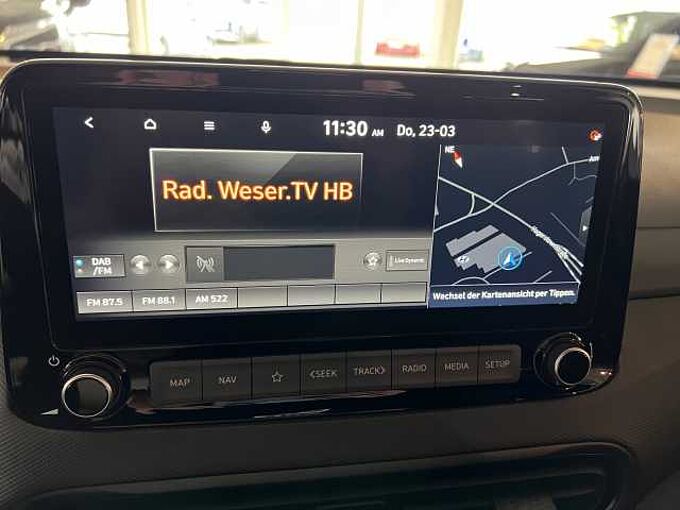 11:30 AM Do, 23-03
Rad. Weser.TV HB
NE
DAB
/FM
Live Dynamic
FM 87.5 FM 88.1 AM 522
Wechsel der Kartenansicht per Tippen.
MAP NAV <SEEK TRACK> RADIO MEDIA SETUP